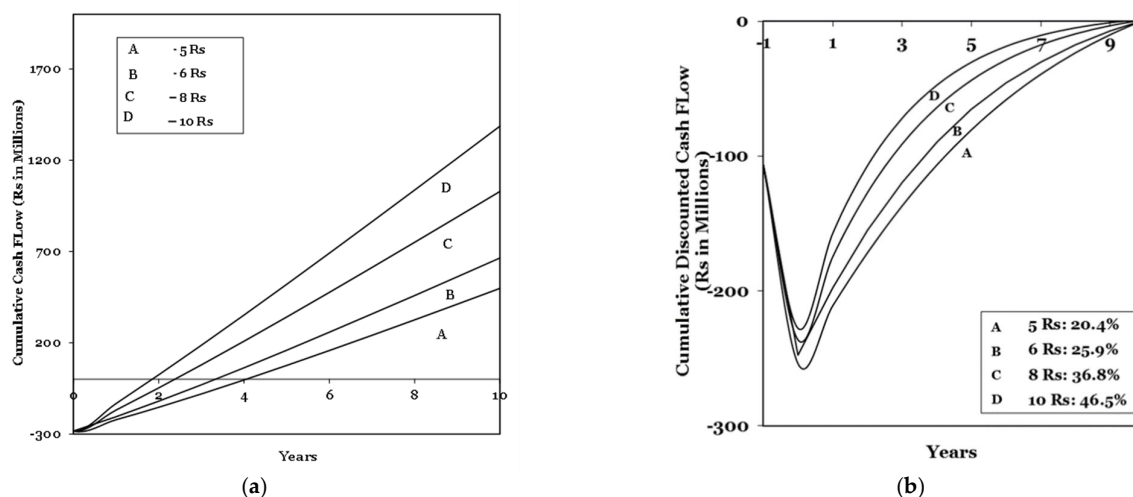 Cumulative Cash FLow (Rs in Millions)
1700
1200
700
200
-300
A - 5 Rs
B - 6 Rs
C – 8 Rs
D – 10 Rs
D
C
B
A
0 2 4 6 8 10
Years
(a)
Cumulative Discounted Cash FLow
(Rs in Millions)
0
-100
-200
-300
-1 1 3 5 7 9
D
C
B
A
A 5 Rs: 20.4%
B 6 Rs: 25.9%
C 8 Rs: 36.8%
D 10 Rs: 46.5%
Years
(b)